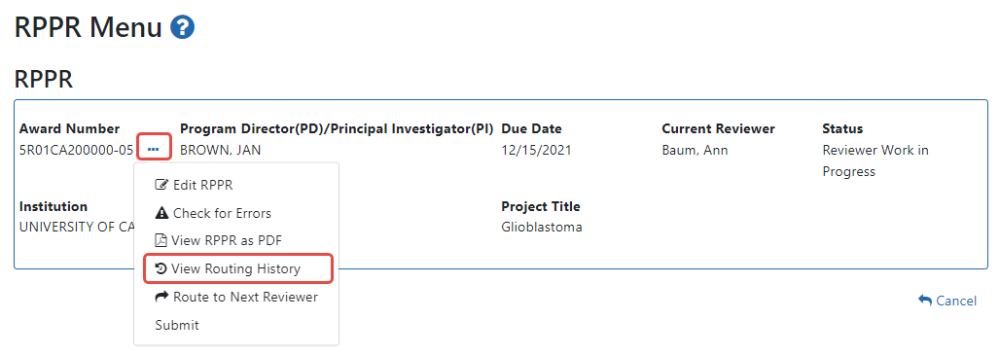 RPPR Menu ?
RPPR
Award Number Program Director(PD)/Principal Investigator(PI) Due Date Current Reviewer Status
5R01CA200000-05 ... BROWN, JAN 12/15/2021 Baum, Ann Reviewer Work in
Progress
Edit RPPR
Institution Project Title
Check for Errors
UNIVERSITY OF CA Glioblastoma
View RPPR as PDF
View Routing History
Route to Next Reviewer
Submit
Cancel